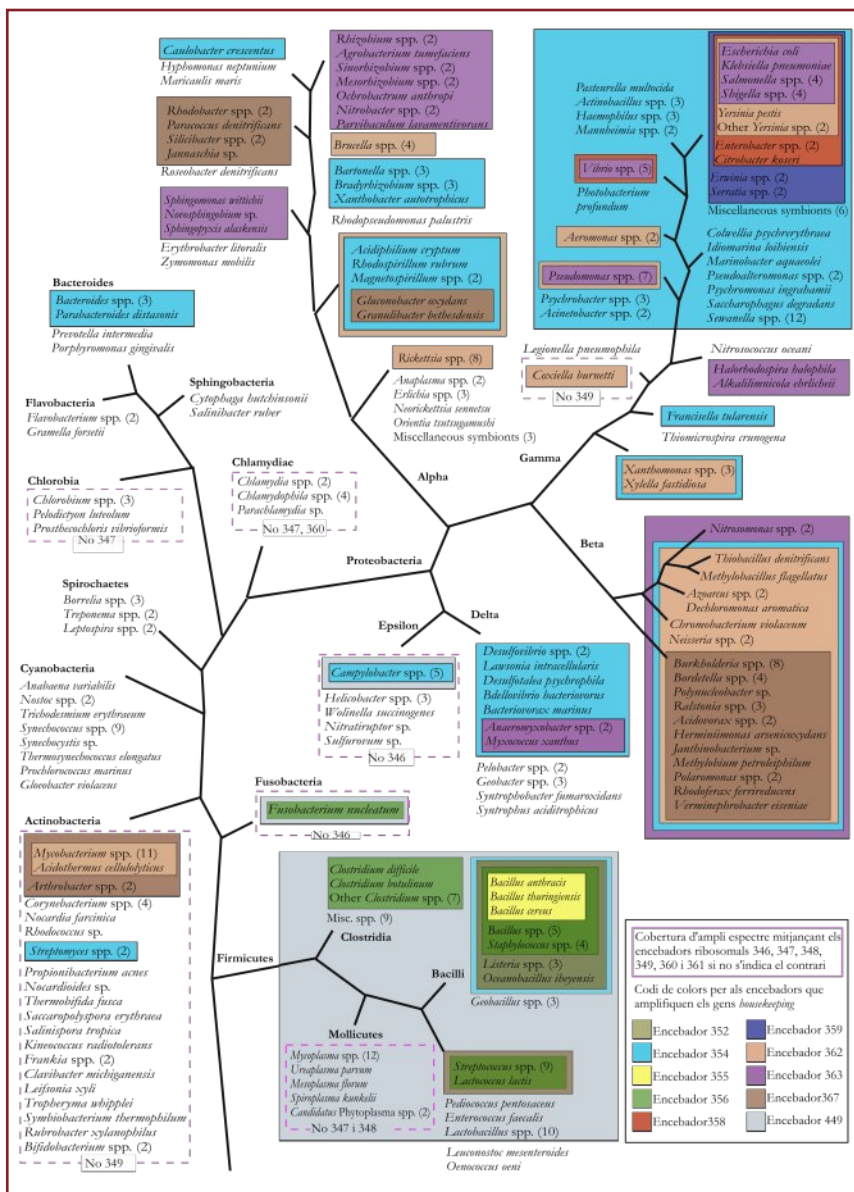 Caulobacter crescentus
Hyphomonas neptunium
Maricaulis maris
Rhodobacter spp. (2)
Paracoccus denitrificans
Silicibacter spp. (2)
Jannaschia sp.
Roseobacter denitrificans
Sphingomonas wittichii
Novosphingobium sp.
Sphingopyxis alaskensis
Erythrobacter litoralis
Zymomonas mobilis
Rhizobium spp. (2)
Agrobacterium tumefaciens
Sinorhizobium spp. (2)
Mesorhizobium spp. (2)
Ochrobactrum anthropi
Nitrobacter spp. (2)
Parvibaculum lavamentivorans
Brucella spp. (4)
Bartonella spp. (3)
Bradyrhizobium spp. (3)
Xanthobacter autotrophicus
Rhodopseudomonas palustris
Acidiphilium cryptum
Rhodospirillum rubrum
Magnetospirillum spp. (2)
Gluconobacter oxydans
Granulibacter bethesdensis
Rickettsia spp. (8)
Anaplasma spp. (2)
Erlichia spp. (3)
Neorickettsia sennetsu
Orientia tsutsugamushi
Miscellaneous symbionts (3)
Alpha
Pasteurella multocida
Actinobacillus spp. (3)
Haemophilus spp. (3)
Mannheimia spp. (2)
Vibrio spp. (5)
Photobacterium
profundum
Aeromonas spp. (2)
Pseudomonas spp. (7)
Psychrobacter spp. (3)
Acinetobacter spp. (2)
Escherichia coli
Klebsiella pneumoniae
Salmonella spp. (4)
Shigella spp. (4)
Yersinia pestis
Other Yersinia spp. (2)
Enterobacter spp. (2)
Citrobacter koseri
Erwinia spp. (2)
Serratia spp. (2)
Miscellaneous symbionts (6)
Colwellia psychrerythraea
Idiomarina loihiensis
Marinobacter aquaeolei
Pseudoalteromonas spp. (2)
Psychromonas ingrahamii
Saccharophagus degradans
Sewanella spp. (12)
Legionella pneumophila
Coxiella burnetti
No 349
Nitrosococcus oceani
Halorhodospira halophila
Alkalilimnicola ehrlicheii
Francisella tularensis
Thiomicrospira crunogena
Xanthomonas spp. (3)
Xylella fastidiosa
Gamma
Bacteroides
Bacteroides spp. (3)
Parabacteroides distasonis
Prevotella intermedia
Porphyromonas gingivalis
Sphingobacteria
Cytophaga hutchinsonii
Salinibacter ruber
Flavobacteria
Flavobacterium spp. (2)
Gramella forsetii
Chlorobia
Chlorobium spp. (3)
Pelodictyon luteolum
Prosthecochloris vibrioformis
No 347
Chlamydiae
Chlamydia spp. (2)
Chlamydophila spp. (4)
Parachlamydia sp.
No 347, 360
Proteobacteria
Beta
Nitrosomonas spp. (2)
Thiobacillus denitrificans
Methylobacillus flagellatus
Azoarcus spp. (2)
Dechloromonas aromatica
Chromobacterium violaceum
Neisseria spp. (2)
Burkholderia spp. (8)
Bordetella spp. (4)
Polynucleobacter sp.
Ralstonia spp. (3)
Acidovorax spp. (2)
Herminiimonas arsenicoxydans
Janthinobacterium sp.
Methylobium petroleiphilum
Polaromonas spp. (2)
Rhodoferax ferrireducens
Verminephrobacter eiseniae
Spirochaetes
Borrelia spp. (3)
Treponema spp. (2)
Leptospira spp. (2)
Cyanobacteria
Anabaena variabilis
Nostoc spp. (2)
Trichodesmium erythraeum
Synechococcus spp. (9)
Synechocystis sp.
Thermosynechococcus elongatus
Prochlorococcus marinus
Gloeobacter violaceus
Epsilon
Campylobacter spp. (5)
Helicobacter spp. (3)
Wolinella succinogenes
Nitratiruptor sp.
Sulfurovum sp.
No 346
Delta
Desulfovibrio spp. (2)
Lawsonia intracellularis
Desulfotalea psychrophila
Bdellovibrio bacteriovorus
Bacteriovorax marinus
Anaeromyxobacter spp. (2)
Myxococcus xanthus
Pelobacter spp. (2)
Geobacter spp. (3)
Syntrophobacter fumaroxidans
Syntrophus aciditrophicus
Fusobacteria
Fusobacterium nucleatum
No 346
Actinobacteria
Mycobacterium spp. (11)
Acidothermus cellulolyticus
Arthrobacter spp. (2)
Corynebacterium spp. (4)
Nocardia farcinica
Rhodococcus sp.
Streptomyces spp. (2)
Propionibacterium acnes
Nocardioides sp.
Thermobifida fusca
Saccaropolyspora erythraea
Salinispora tropica
Kineococcus radiotolerans
Frankia spp. (2)
Clavibacter michiganensis
Leifsonia xyli
Tropheryma whipplei
Symbiobacterium thermophilum
Rubrobacter xylanophilus
Bifidobacterium spp. (2)
No 349
Firmicutes
Clostridium difficile
Clostridium botulinum
Other Clostridium spp. (7)
Misc. spp. (9)
Clostridia
Bacillus anthracis
Bacillus thuringiensis
Bacillus cereus
Bacillus spp. (5)
Staphylococcus spp. (4)
Listeria spp. (3)
Oceanobacillus iheyensis
Geobacillus spp. (3)
Bacilli
Mollicutes
Mycoplasma spp. (12)
Ureaplasma parvum
Mesoplasma florum
Spiroplasma kunkelii
Candidatus Phytoplasma spp. (2)
No 347 i 348
Streptococcus spp. (9)
Lactococcus lactis
Pediococcus pentosaceus
Enterococcus faecalis
Lactobacillus spp. (10)
Leuconostoc mesenteroides
Oenococcus oeni
Cobertura d'ampli espectre mitjançant els
encebadors ribosomals 346, 347, 348,
349, 360 i 361 si no s'indica el contrari
Codi de colors per als encebadors que
amplifiquen els gens housekeeping
Encebador 352
Encebador 354
Encebador 355
Encebador 356
Encebador358
Encebador 359
Encebador 362
Encebador 363
Encebador367
Encebador 449